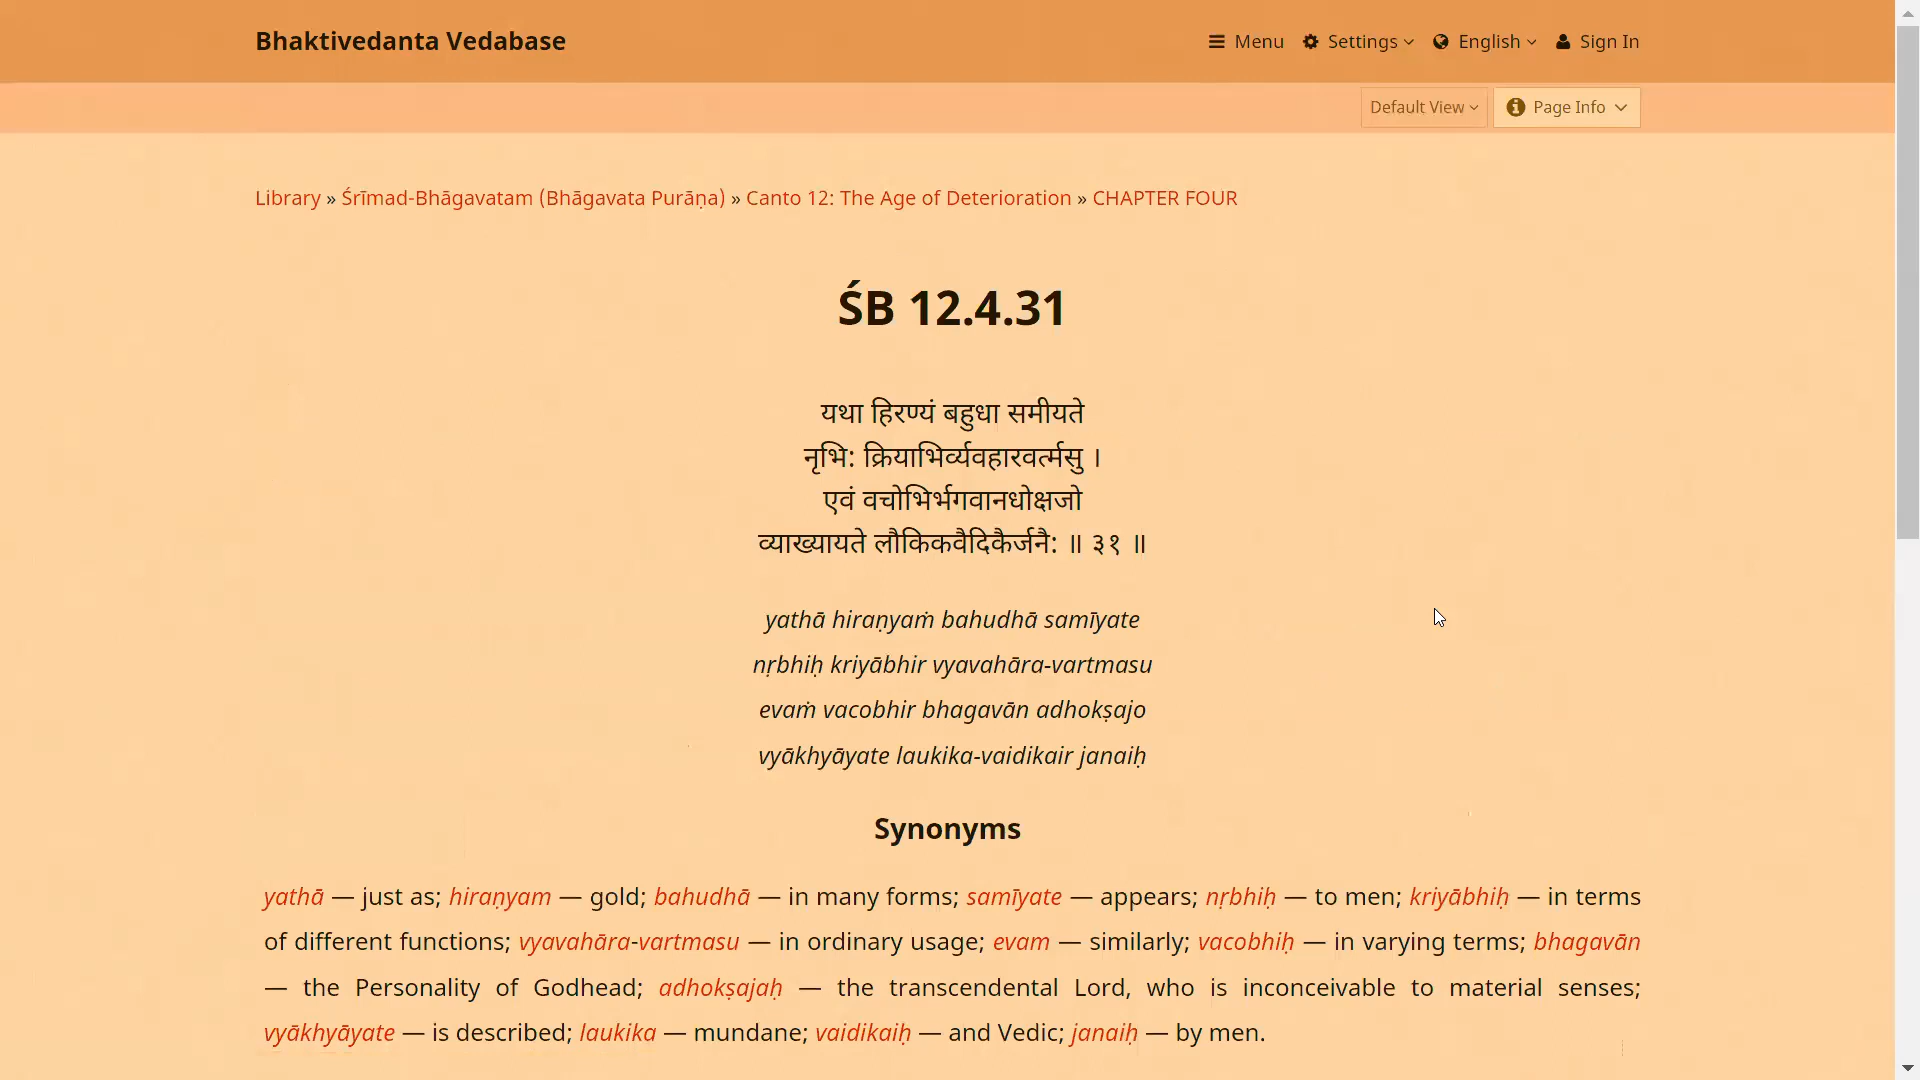 Bhaktivedanta Vedabase
Menu Settings English Sign In
Default View Page Info
Library » Śrīmad-Bhāgavatam (Bhāgavata Purāṇa) » Canto 12: The Age of Deterioration » CHAPTER FOUR
ŚB 12.4.31
यथा हिरण्यं बहुधा समीयते
नृभि: क्रियाभिर्व्यवहारवर्त्मसु ।
एवं वचोभिर्भगवानधोक्षजो
व्याख्यायते लौकिकवैदिकैर्जनै: ॥ ३१ ॥
yathā hiraṇyaṁ bahudhā samīyate
nṛbhiḥ kriyābhir vyavahāra-vartmasu
evaṁ vacobhir bhagavān adhokṣajo
vyākhyāyate laukika-vaidikair janaiḥ
Synonyms
yathā — just as; hiraṇyam — gold; bahudhā — in many forms; samīyate — appears; nṛbhiḥ — to men; kriyābhiḥ — in terms
of different functions; vyavahāra-vartmasu — in ordinary usage; evam — similarly; vacobhiḥ — in varying terms; bhagavān
— the Personality of Godhead; adhokṣajaḥ — the transcendental Lord, who is inconceivable to material senses;
vyākhyāyate — is described; laukika — mundane; vaidikaiḥ — and Vedic; janaiḥ — by men.